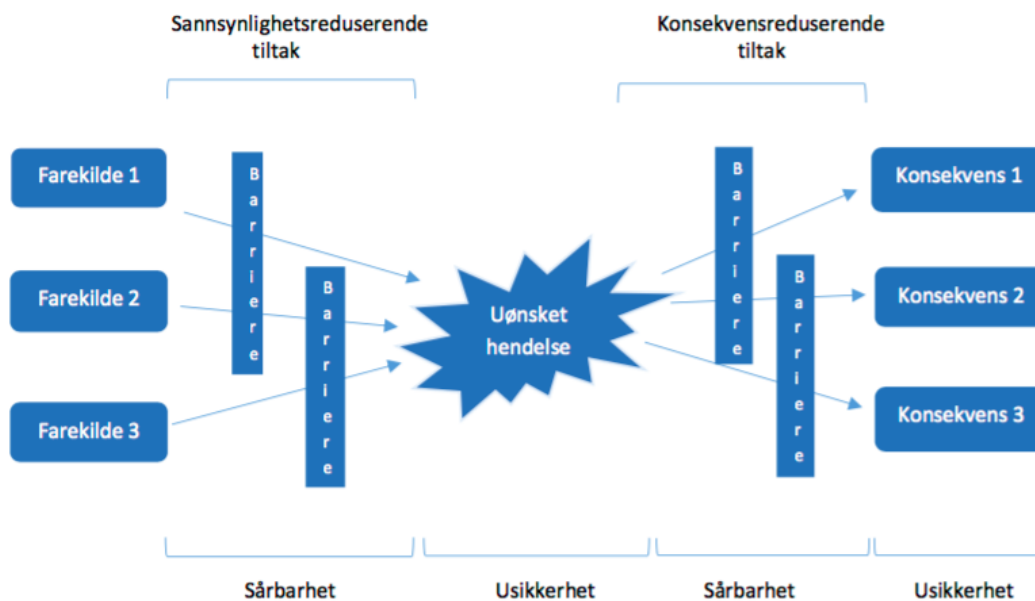 Sannsynlighetsreduserende
tiltak
Konsekvensreduserende
tiltak
Farekilde 1
Farekilde 2
Farekilde 3
Barriere
Barriere
Uønsket
hendelse
Barriere
Barriere
Konsekvens 1
Konsekvens 2
Konsekvens 3
Sårbarhet
Usikkerhet
Sårbarhet
Usikkerhet